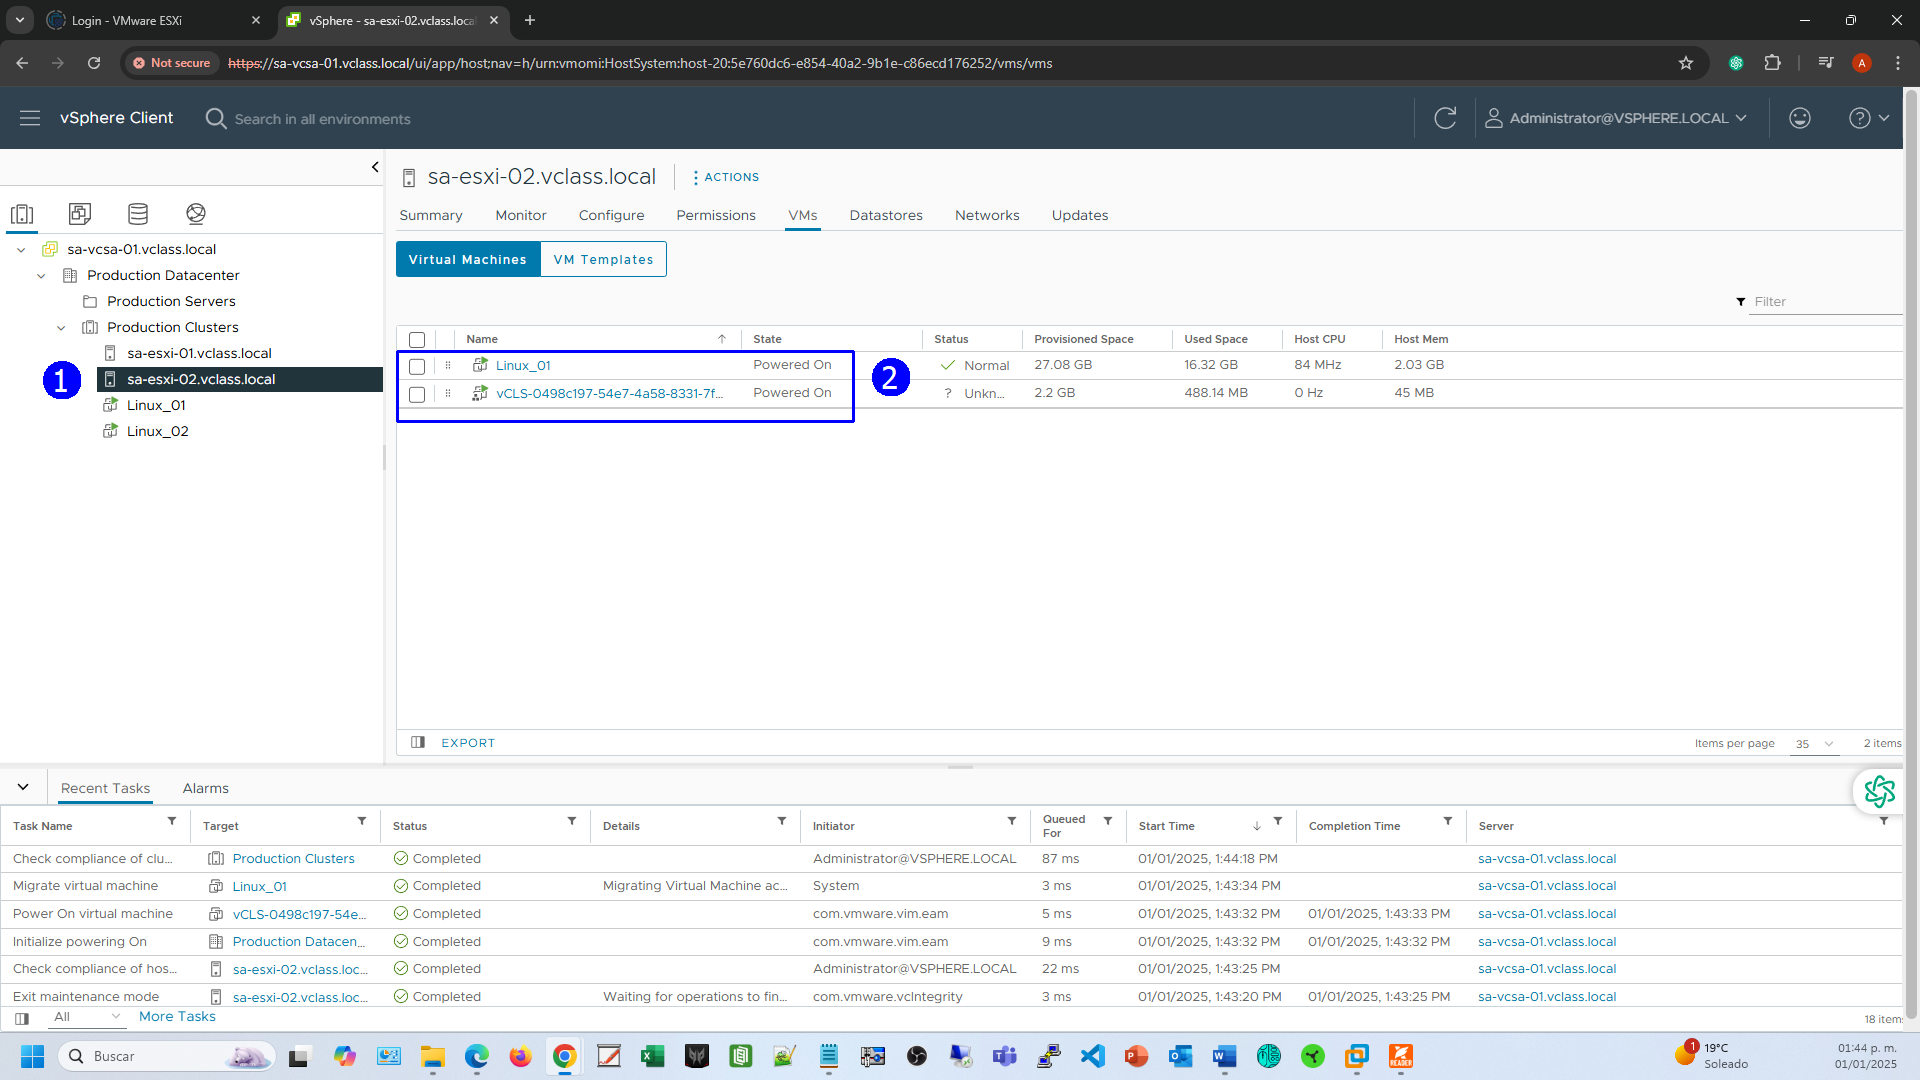 Login - VMware ESXi
vSphere - sa-esxi-02.vclass.loca
Not secure
https://sa-vcsa-01.vclass.local/ui/app/host;nav=h/urn:vmomi:HostSystem:host-20:5e760dc6-e854-40a2-9b1e-c86ecd176252/vms/vms
A
vSphere Client
Search in all environments
Administrator@VSPHERE.LOCAL
sa-vcsa-01.vclass.local
Production Datacenter
Production Servers
Production Clusters
sa-esxi-01.vclass.local
1
sa-esxi-02.vclass.local
Linux_01
Linux_02
sa-esxi-02.vclass.local
ACTIONS
Summary Monitor Configure Permissions VMs Datastores Networks Updates
Virtual Machines VM Templates
Filter
Name State Status Provisioned Space Used Space Host CPU Host Mem
Linux_01 Powered On Normal 27.08 GB 16.32 GB 84 MHz 2.03 GB
vCLS-0498c197-54e7-4a58-8331-7f... Powered On ? Unkn... 2.2 GB 488.14 MB 0 Hz 45 MB
2
EXPORT
Items per page 35 2 items
Recent Tasks Alarms
Task Name Target Status Details Initiator Queued For Start Time Completion Time Server
Check compliance of clu... Production Clusters Completed Administrator@VSPHERE.LOCAL 87 ms 01/01/2025, 1:44:18 PM sa-vcsa-01.vclass.local
Migrate virtual machine Linux_01 Completed Migrating Virtual Machine ac... System 3 ms 01/01/2025, 1:43:34 PM sa-vcsa-01.vclass.local
Power On virtual machine vCLS-0498c197-54e... Completed com.vmware.vim.eam 5 ms 01/01/2025, 1:43:32 PM 01/01/2025, 1:43:33 PM sa-vcsa-01.vclass.local
Initialize powering On Production Datacen... Completed com.vmware.vim.eam 9 ms 01/01/2025, 1:43:32 PM 01/01/2025, 1:43:32 PM sa-vcsa-01.vclass.local
Check compliance of hos... sa-esxi-02.vclass.loc... Completed Administrator@VSPHERE.LOCAL 22 ms 01/01/2025, 1:43:25 PM sa-vcsa-01.vclass.local
Exit maintenance mode sa-esxi-02.vclass.loc... Completed Waiting for operations to fin... com.vmware.vcIntegrity 3 ms 01/01/2025, 1:43:20 PM 01/01/2025, 1:43:25 PM sa-vcsa-01.vclass.local
All More Tasks
18 items
Buscar
1
19°C
Soleado
01:44 p. m.
01/01/2025